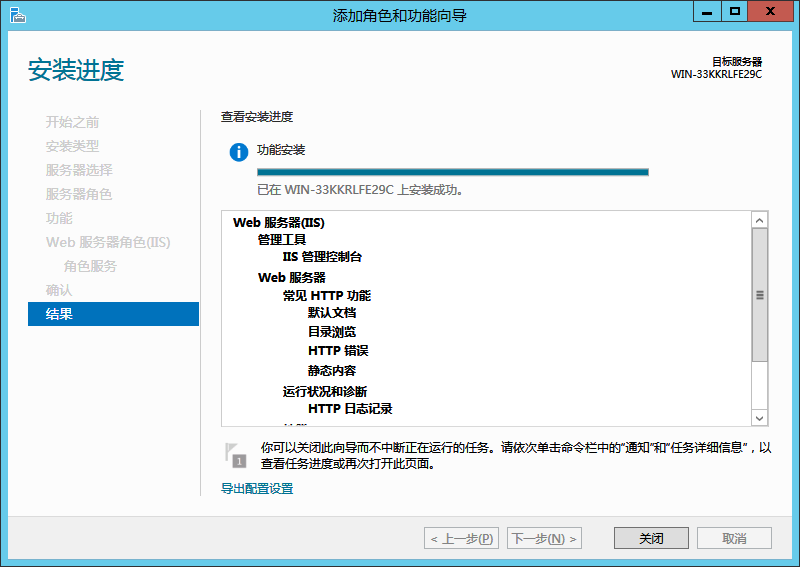 添加角色和功能向导
安装进度
目标服务器
WIN-33KKRLFE29C
开始之前
安装类型
服务器选择
服务器角色
功能
Web 服务器角色(IIS)
角色服务
确认
结果
查看安装进度
功能安装
已在 WIN-33KKRLFE29C 上安装成功。
Web 服务器(IIS)
管理工具
IIS 管理控制台
Web 服务器
常见 HTTP 功能
默认文档
目录浏览
HTTP 错误
静态内容
运行状况和诊断
HTTP 日志记录
1
你可以关闭此向导而不中断正在运行的任务。请依次单击命令栏中的“通知”和“任务详细信息”，以
查看任务进度或再次打开此页面。
导出配置设置
< 上一步(P)
下一步(N) >
关闭
取消